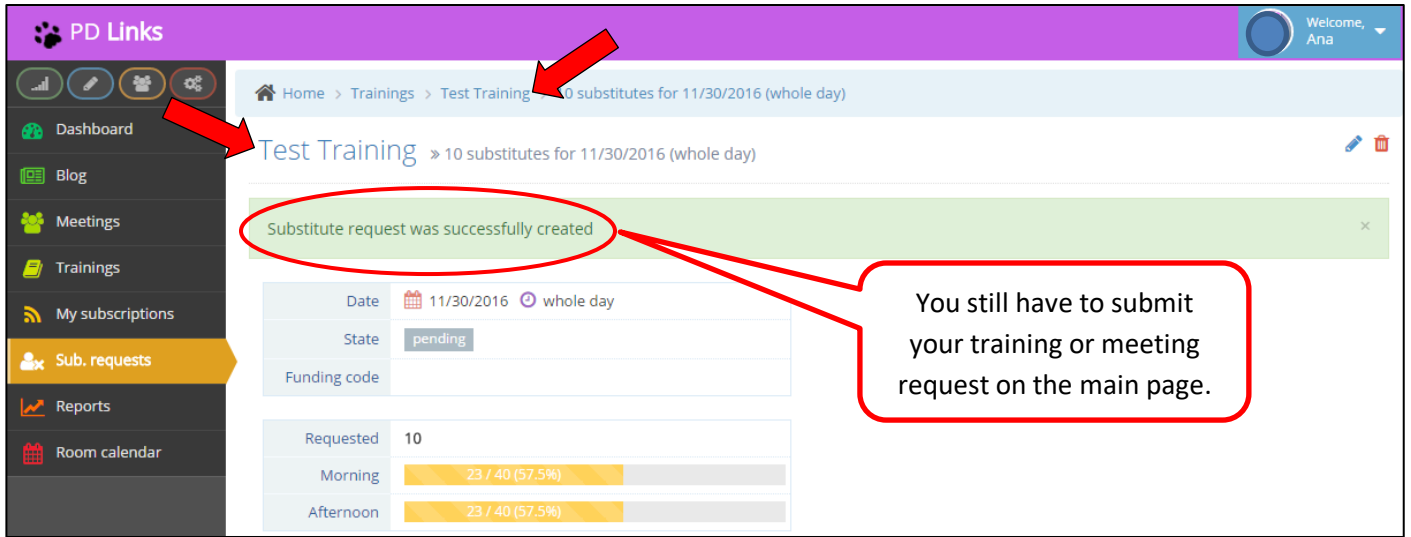 PD Links
Welcome,
Ana
Home > Trainings > Test Training > 10 substitutes for 11/30/2016 (whole day)
Dashboard
Blog
Meetings
Trainings
My subscriptions
Sub. requests
Reports
Room calendar
Test Training » 10 substitutes for 11/30/2016 (whole day)
Substitute request was successfully created ×
You still have to submit
your training or meeting
request on the main page.
Date 11/30/2016 whole day
State pending
Funding code
Requested 10
Morning 23 / 40 (57.5%)
Afternoon 23 / 40 (57.5%)